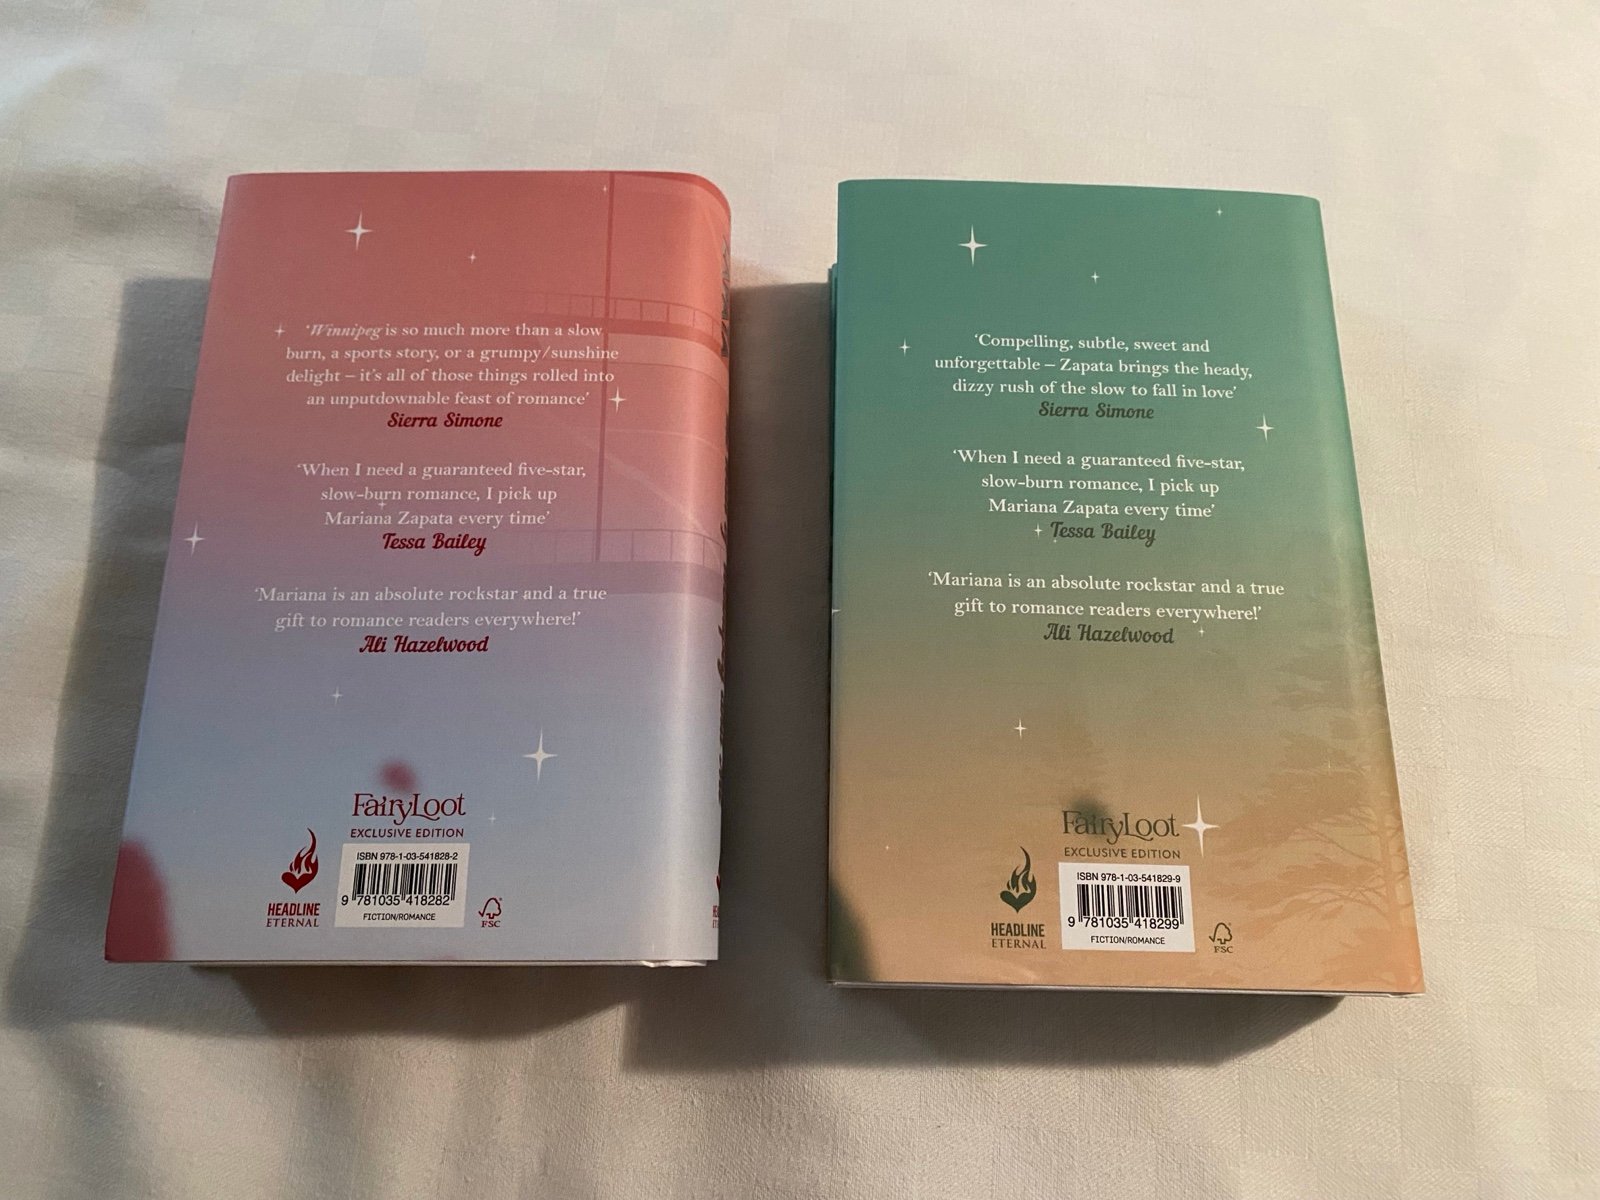 ‘Winnipeg is so much more than a slow
burn, a sports story, or a grumpy/sunshine
delight – it’s all of those things rolled into
an unputdownable feast of romance’
Sierra Simone
‘When I need a guaranteed five-star,
slow-burn romance, I pick up
Mariana Zapata every time’
Tessa Bailey
‘Mariana is an absolute rockstar and a true
gift to romance readers everywhere!’
Ali Hazelwood
FairyLoot
EXCLUSIVE EDITION
HEADLINE
ETERNAL
ISBN 978-1-03-541828-2
9 781035 418282
FICTION/ROMANCE
FSC
‘Compelling, subtle, sweet and
unforgettable – Zapata brings the heady,
dizzy rush of the slow to fall in love’
Sierra Simone
‘When I need a guaranteed five-star,
slow-burn romance, I pick up
Mariana Zapata every time’
Tessa Bailey
‘Mariana is an absolute rockstar and a true
gift to romance readers everywhere!’
Ali Hazelwood
FairyLoot
EXCLUSIVE EDITION
HEADLINE
ETERNAL
ISBN 978-1-03-541829-9
9 781035 418299
FICTION/ROMANCE
FSC